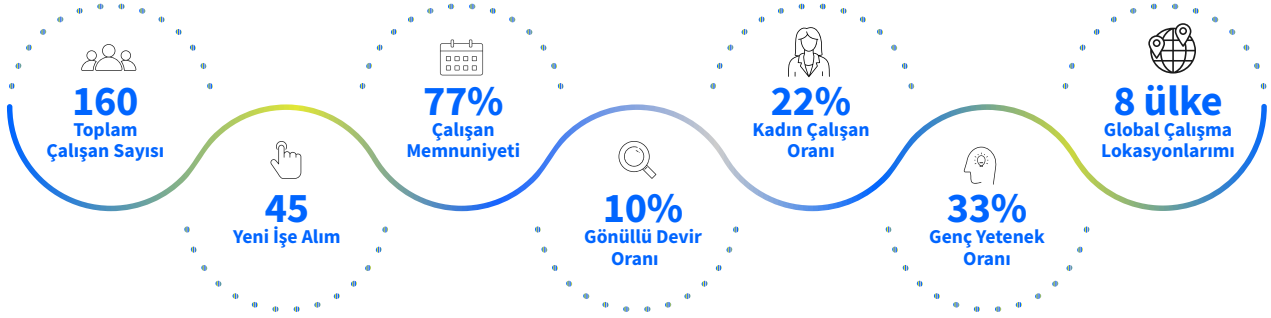 160
Toplam
Çalışan Sayısı
45
Yeni İşe Alım
77%
Çalışan
Memnuniyeti
10%
Gönüllü Devir
Oranı
22%
Kadın Çalışan
Oranı
33%
Genç Yetenek
Oranı
8 ülke
Global Çalışma
Lokasyonlarımı